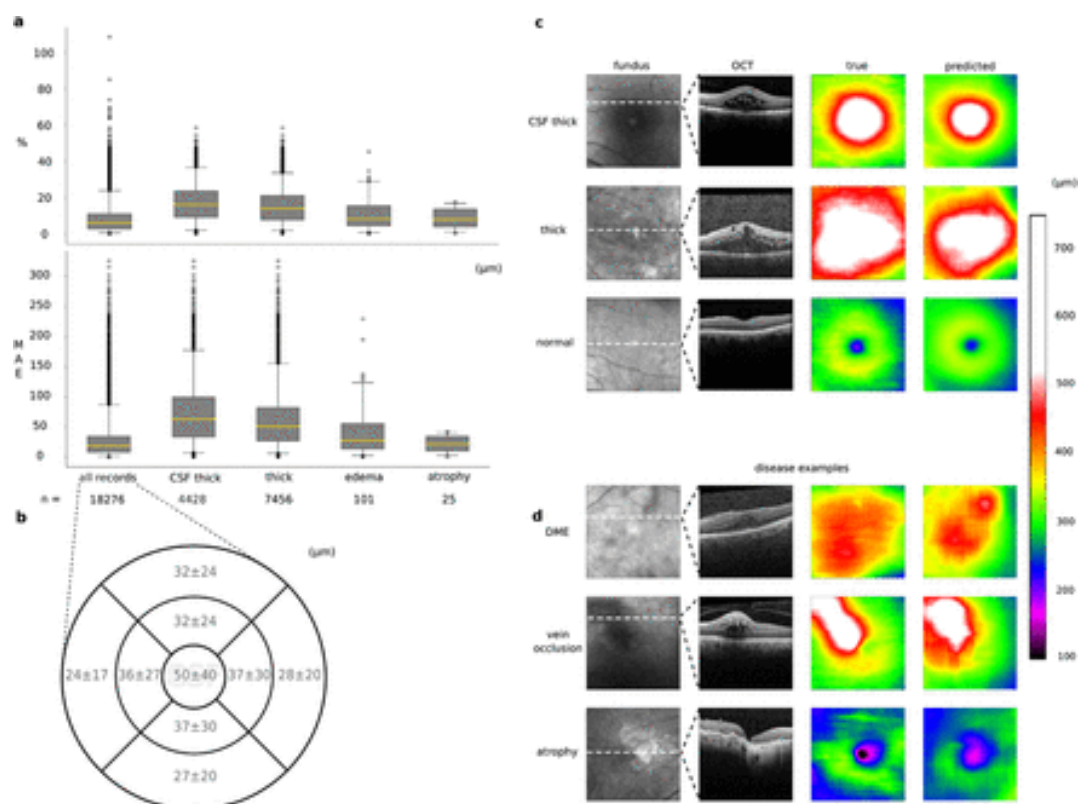 a
100
80
60
%
40
20
0
(μm)
300
250
200
M
A
E
150
100
50
0
all records CSF thick thick edema atrophy
n = 18276 4428 7456 101 25
b
(μm)
32±24
32±24
24±17 36±27 50±40 37±30 28±20
37±30
27±20
c
fundus OCT true predicted
CSF thick
thick
normal
(μm)
700
600
500
400
300
200
100
disease examples
d
DME
vein
occlusion
atrophy